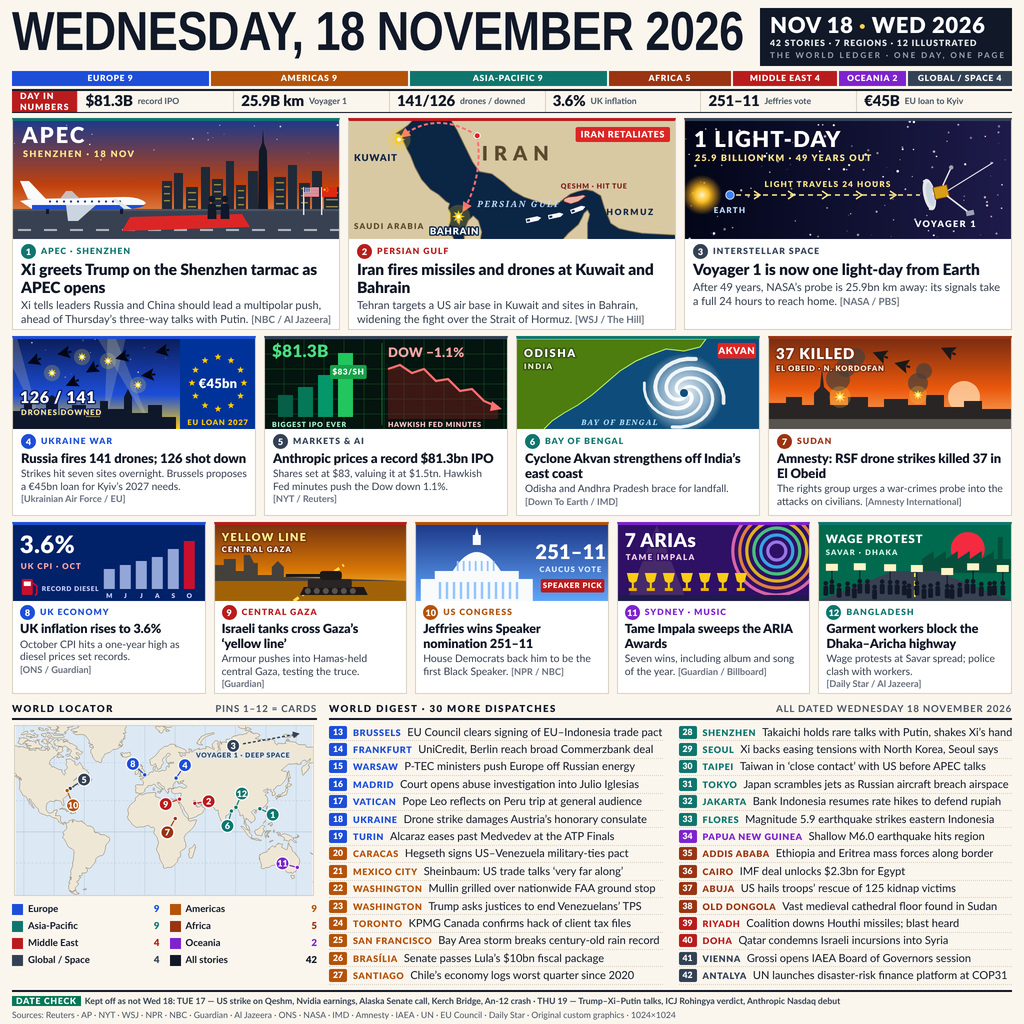 WEDNESDAY, 18 NOVEMBER 2026
NOV 18 · WED 2026
42 STORIES · 7 REGIONS · 12 ILLUSTRATED
THE WORLD LEDGER · ONE DAY, ONE PAGE
EUROPE 9
AMERICAS 9
ASIA-PACIFIC 9
AFRICA 5
MIDDLE EAST 4
OCEANIA 2
GLOBAL / SPACE 4
DAY IN
NUMBERS
$81.3B record IPO
25.9B km Voyager 1
141/126 drones / downed
3.6% UK inflation
251–11 Jeffries vote
€45B EU loan to Kyiv
APEC
SHENZHEN · 18 NOV
1 APEC · SHENZHEN
Xi greets Trump on the Shenzhen tarmac as
APEC opens
Xi tells leaders Russia and China should lead a multipolar push,
ahead of Thursday's three-way talks with Putin. [NBC / Al Jazeera]
IRAN RETALIATES
KUWAIT
IRAN
QESHM · HIT TUE
PERSIAN GULF
HORMUZ
SAUDI ARABIA
BAHRAIN
2 PERSIAN GULF
Iran fires missiles and drones at Kuwait and
Bahrain
Tehran targets a US air base in Kuwait and sites in Bahrain,
widening the fight over the Strait of Hormuz. [WSJ / The Hill]
1 LIGHT-DAY
25.9 BILLION KM · 49 YEARS OUT
LIGHT TRAVELS 24 HOURS
EARTH
VOYAGER 1
3 INTERSTELLAR SPACE
Voyager 1 is now one light-day from Earth
After 49 years, NASA's probe is 25.9bn km away: its signals take
a full 24 hours to reach home. [NASA / PBS]
126 / 141
DRONES DOWNED
€45bn
EU LOAN 2027
4 UKRAINE WAR
Russia fires 141 drones; 126 shot down
Strikes hit seven sites overnight. Brussels proposes
a €45bn loan for Kyiv's 2027 needs.
[Ukrainian Air Force / EU]
$81.3B
$83/SH
BIGGEST IPO EVER
DOW −1.1%
HAWKISH FED MINUTES
5 MARKETS & AI
Anthropic prices a record $81.3bn IPO
Shares set at $83, valuing it at $1.5tn. Hawkish
Fed minutes push the Dow down 1.1%.
[NYT / Reuters]
ODISHA
INDIA
AKVAN
BAY OF BENGAL
6 BAY OF BENGAL
Cyclone Akvan strengthens off India's
east coast
Odisha and Andhra Pradesh brace for landfall.
[Down To Earth / IMD]
37 KILLED
EL OBEID · N. KORDOFAN
7 SUDAN
Amnesty: RSF drone strikes killed 37 in
El Obeid
The rights group urges a war-crimes probe into the
attacks on civilians. [Amnesty International]
3.6%
UK CPI · OCT
RECORD DIESEL
M J J A S O
8 UK ECONOMY
UK inflation rises to 3.6%
October CPI hits a one-year high as
diesel prices set records.
[ONS / Guardian]
YELLOW LINE
CENTRAL GAZA
9 CENTRAL GAZA
Israeli tanks cross Gaza's
'yellow line'
Armour pushes into Hamas-held
central Gaza, testing the truce.
[Guardian]
251–11
CAUCUS VOTE
SPEAKER PICK
10 US CONGRESS
Jeffries wins Speaker
nomination 251–11
House Democrats back him to be the
first Black Speaker. [NPR / NBC]
7 ARIAs
TAME IMPALA
11 SYDNEY · MUSIC
Tame Impala sweeps the ARIA
Awards
Seven wins, including album and song
of the year. [Guardian / Billboard]
WAGE PROTEST
SAVAR · DHAKA
12 BANGLADESH
Garment workers block the
Dhaka–Aricha highway
Wage protests at Savar spread; police
clash with workers.
[Daily Star / Al Jazeera]
WORLD LOCATOR
PINS 1–12 = CARDS
3
VOYAGER 1 · DEEP SPACE
8
4
5
10
9
2
12
1
6
7
11
Europe 9
Americas 9
Asia-Pacific 9
Africa 5
Middle East 4
Oceania 2
Global / Space 4
All stories 42
WORLD DIGEST · 30 MORE DISPATCHES
ALL DATED WEDNESDAY 18 NOVEMBER 2026
13 BRUSSELS EU Council clears signing of EU–Indonesia trade pact
14 FRANKFURT UniCredit, Berlin reach broad Commerzbank deal
15 WARSAW P-TEC ministers push Europe off Russian energy
16 MADRID Court opens abuse investigation into Julio Iglesias
17 VATICAN Pope Leo reflects on Peru trip at general audience
18 UKRAINE Drone strike damages Austria's honorary consulate
19 TURIN Alcaraz eases past Medvedev at the ATP Finals
20 CARACAS Hegseth signs US–Venezuela military-ties pact
21 MEXICO CITY Sheinbaum: US trade talks 'very far along'
22 WASHINGTON Mullin grilled over nationwide FAA ground stop
23 WASHINGTON Trump asks justices to end Venezuelans' TPS
24 TORONTO KPMG Canada confirms hack of client tax files
25 SAN FRANCISCO Bay Area storm breaks century-old rain record
26 BRASÍLIA Senate passes Lula's $10bn fiscal package
27 SANTIAGO Chile's economy logs worst quarter since 2020
28 SHENZHEN Takaichi holds rare talks with Putin, shakes Xi's hand
29 SEOUL Xi backs easing tensions with North Korea, Seoul says
30 TAIPEI Taiwan in 'close contact' with US before APEC talks
31 TOKYO Japan scrambles jets as Russian aircraft breach airspace
32 JAKARTA Bank Indonesia resumes rate hikes to defend rupiah
33 FLORES Magnitude 5.9 earthquake strikes eastern Indonesia
34 PAPUA NEW GUINEA Shallow M6.0 earthquake hits region
35 ADDIS ABABA Ethiopia and Eritrea mass forces along border
36 CAIRO IMF deal unlocks $2.3bn for Egypt
37 ABUJA US hails troops' rescue of 125 kidnap victims
38 OLD DONGOLA Vast medieval cathedral floor found in Sudan
39 RIYADH Coalition downs Houthi missiles; blast heard
40 DOHA Qatar condemns Israeli incursions into Syria
41 VIENNA Grossi opens IAEA Board of Governors session
42 ANTALYA UN launches disaster-risk finance platform at COP31
DATE CHECK Kept off as not Wed 18: TUE 17 — US strike on Qeshm, Nvidia earnings, Alaska Senate call, Kerch Bridge, An-12 crash · THU 19 — Trump–Xi–Putin talks, ICJ Rohingya verdict, Anthropic Nasdaq debut
Sources: Reuters · AP · NYT · WSJ · NPR · NBC · Guardian · Al Jazeera · ONS · NASA · IMD · Amnesty · IAEA · UN · EU Council · Daily Star · Original custom graphics · 1024×1024